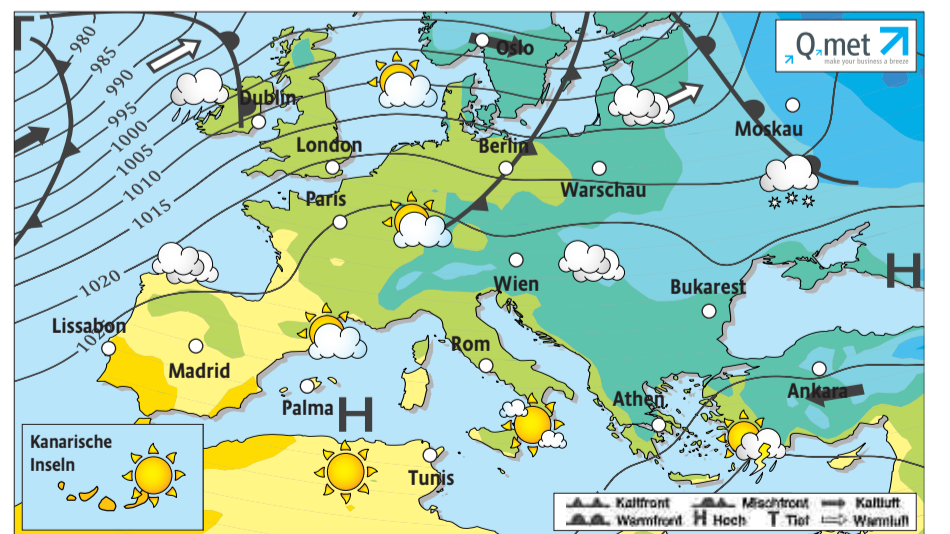 T
980
985
990
995
1000
1005
1010
1015
1020
1025
Q.met
make your business a breeze
Oslo
Dublin
Moskau
London
Berlin
Warschau
Paris
Wien
Bukarest
H
Lissabon
Rom
Madrid
Ankara
Palma
H
Athen
Kanarische
Inseln
Tunis
Kaltfront Mischfront Kaltluft
Warmfront H Hoch T Tief Warmluft